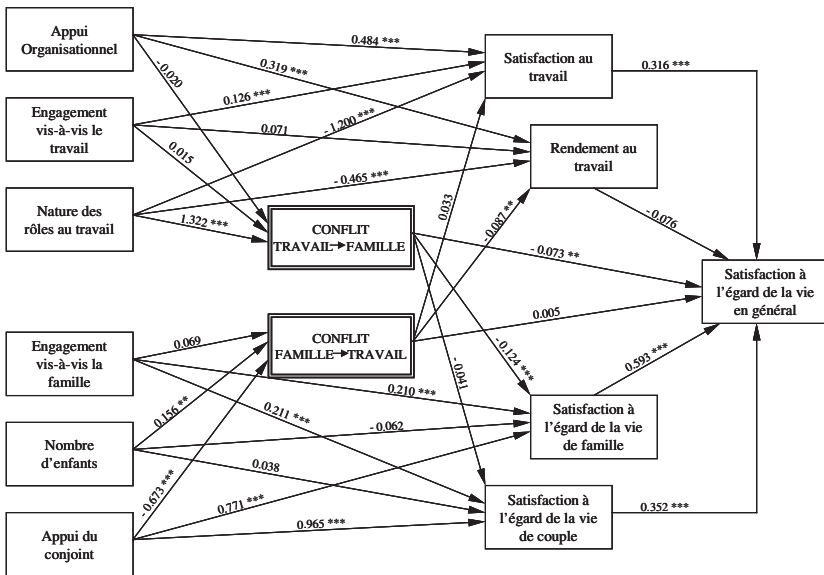 Appui
Organisationnel
Engagement
vis-à-vis le
travail
Nature des
rôles au travail
Engagement
vis-à-vis la
famille
Nombre
d'enfants
Appui du
conjoint
0.484 ***
0.319 ***
- 0.020
0.126 ***
0.071
0.015
- 1.200 ***
- 0.465 ***
1.322 ***
CONFLIT
TRAVAIL→FAMILLE
CONFLIT
FAMILLE→TRAVAIL
0.069
0.156 **
- 0.673 ***
0.210 ***
0.211 ***
- 0.062
0.038
0.771 ***
0.965 ***
0.033
- 0.087 **
- 0.073 **
0.005
- 0.124 ***
- 0.041
Satisfaction au
travail
Rendement au
travail
Satisfaction à
l'égard de la vie
de famille
Satisfaction à
l'égard de la vie
de couple
0.316 ***
- 0.076
0.593 ***
0.352 ***
Satisfaction à
l'égard de la vie
en général